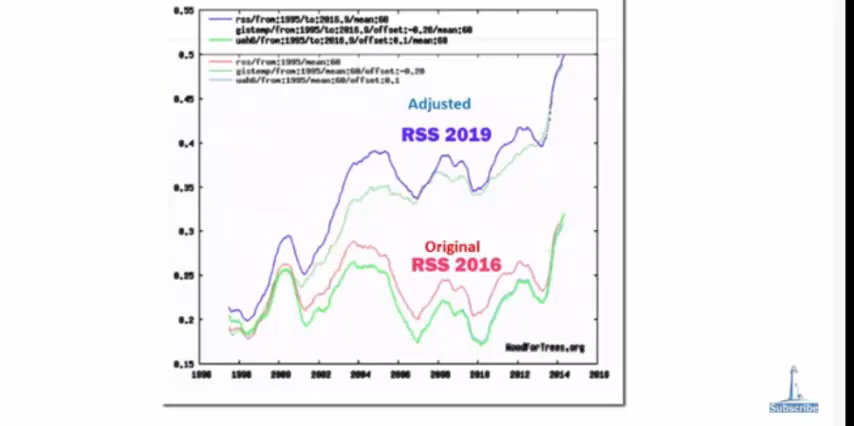 0.55
rss/from:1995/to:2016.9/mean:60
gistemp/from:1995/to:2016.9/offset:-0.28/mean:60
uah6/from:1995/to:2016.9/offset:0.1/mean:60
0.5
rss/from:1995/mean:60
gistemp/from:1995/mean:60/offset:-0.28
uah6/from:1995/mean:60/offset:0.1
0.45
Adjusted
RSS 2019
0.4
0.35
0.3
Original
RSS 2016
0.25
0.2
WoodForTrees.org
0.15
1996 1998 2000 2002 2004 2006 2008 2010 2012 2014 2016
Subscribe